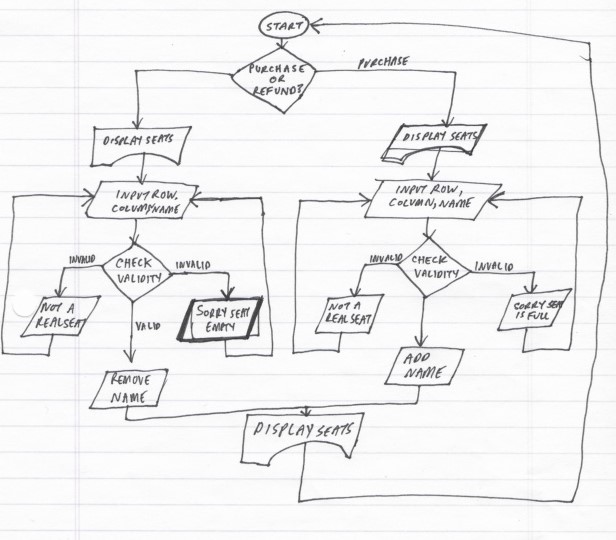 START
PURCHASE
OR
REFUND?
PURCHASE
DISPLAY SEATS
DISPLAY SEATS
INPUT ROW,
COLUMN, NAME
INPUT ROW,
COLUMN, NAME
INVALID
CHECK
VALIDITY
INVALID
INVALID
CHECK
VALIDITY
INVALID
NOT A
REAL SEAT
SORRY SEAT
EMPTY
NOT A
REAL SEAT
SORRY SEAT
IS FULL
VALID
REMOVE
NAME
ADD
NAME
DISPLAY SEATS